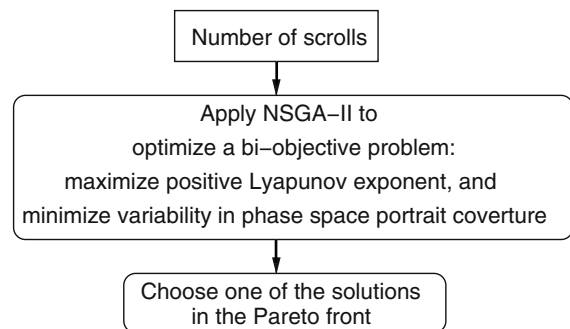 Number of scrolls
Apply NSGA−II to
optimize a bi−objective problem:
maximize positive Lyapunov exponent, and
minimize variability in phase space portrait coverture
Choose one of the solutions
in the Pareto front